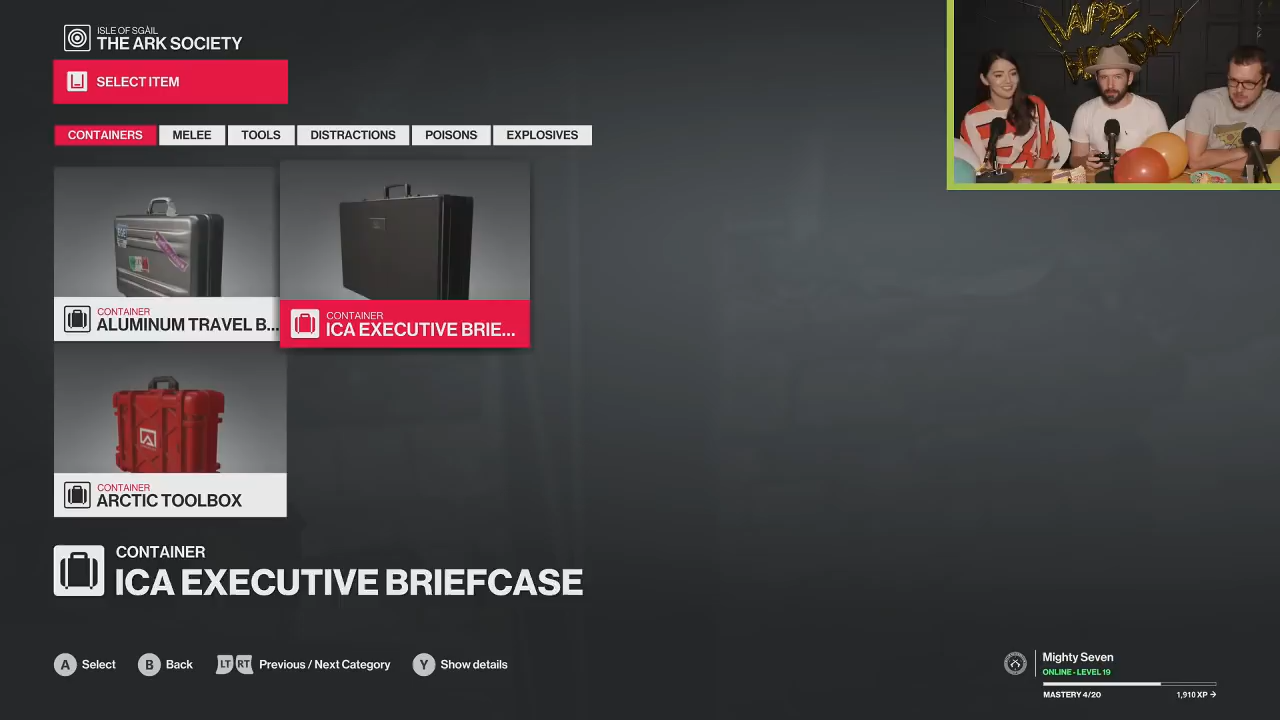 ISLE OF SGÀIL
THE ARK SOCIETY
SELECT ITEM
CONTAINERS
MELEE
TOOLS
DISTRACTIONS
POISONS
EXPLOSIVES
CONTAINER
ALUMINUM TRAVEL B...
CONTAINER
ICA EXECUTIVE BRIE...
CONTAINER
ARCTIC TOOLBOX
CONTAINER
ICA EXECUTIVE BRIEFCASE
A Select
B Back
LT RT Previous / Next Category
Y Show details
Mighty Seven
ONLINE - LEVEL 19
MASTERY 4/20
1,910 XP →
HAPPY